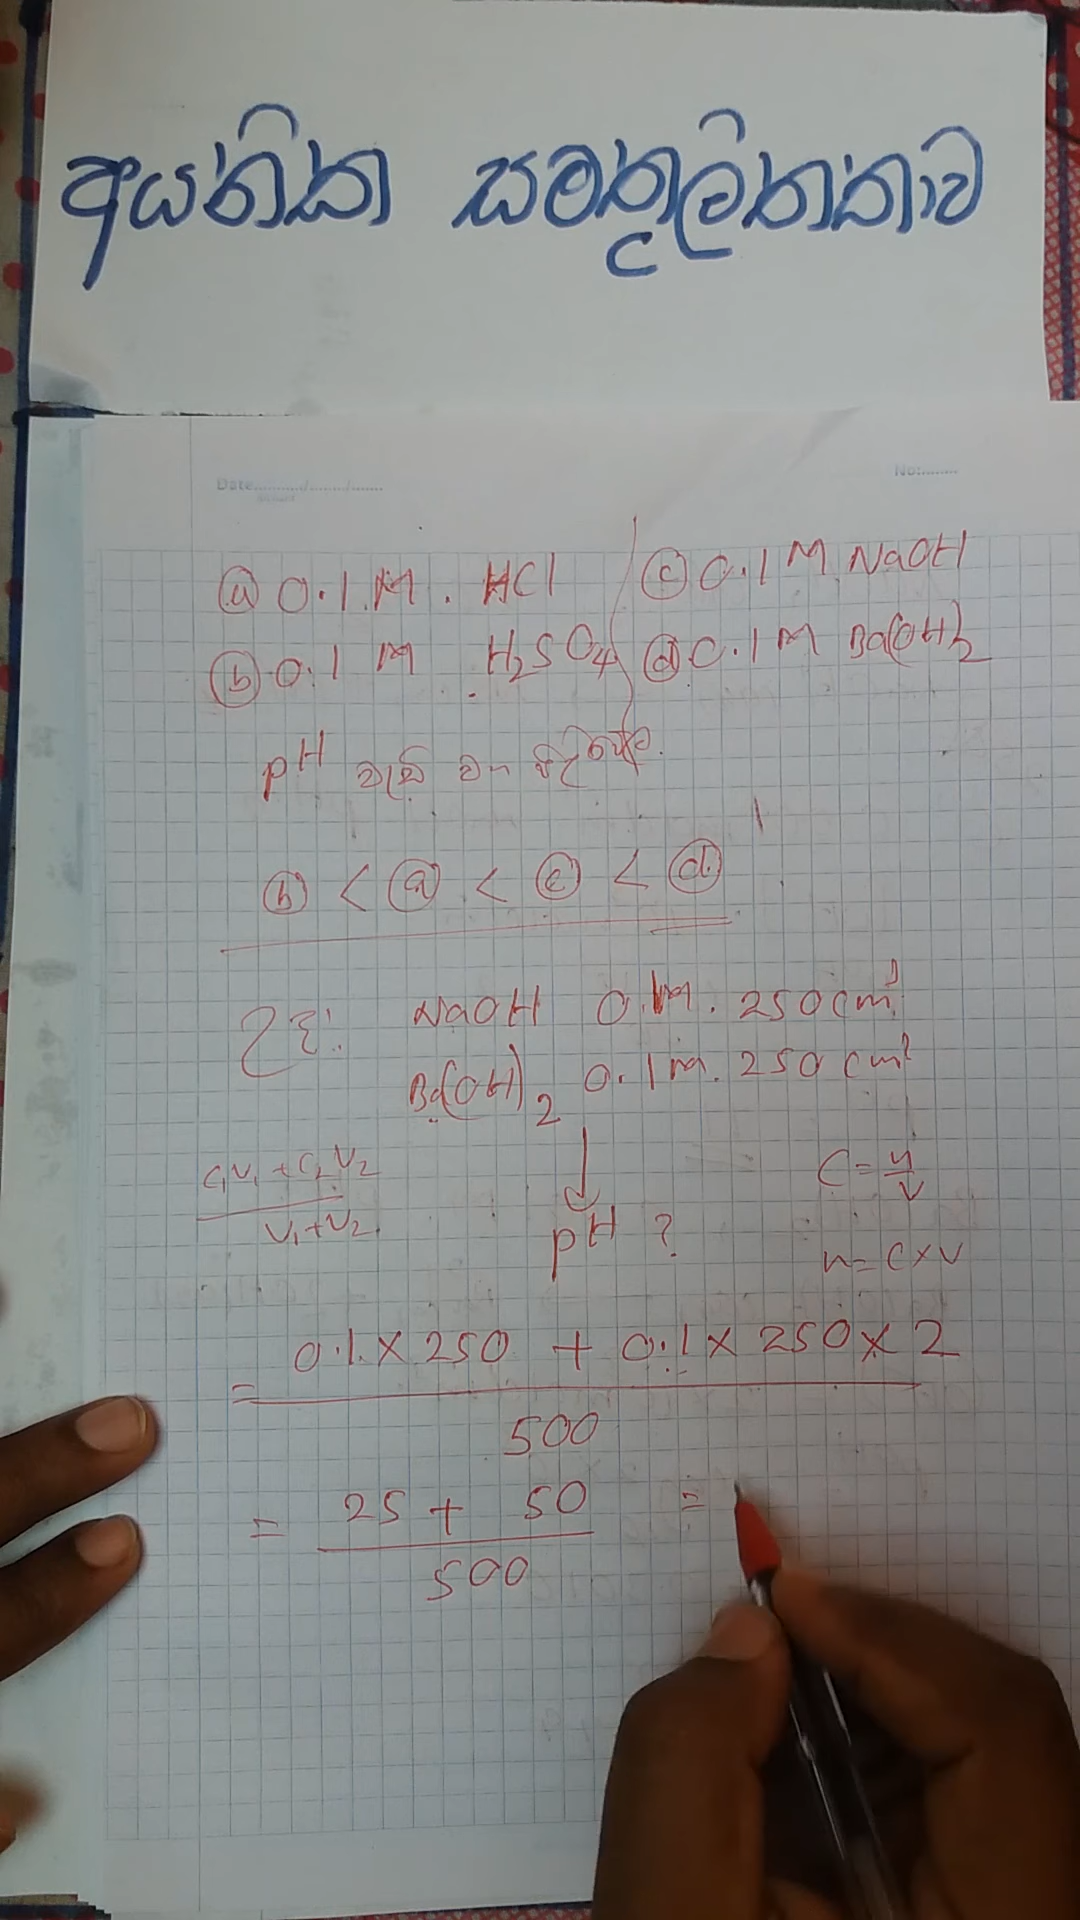 අයනික සමතුලිතතාව
Date......./......./.......
No:........
ⓐ 0.1 M. HCl
ⓑ 0.1 M H₂SO₄
ⓒ 0.1 M NaOH
ⓓ 0.1 M Ba(OH)₂
pH වැඩි වන
ⓑ < ⓐ < ⓒ < ⓓ
NaOH 0.1M. 250cm³
Ba(OH)₂ 0.1M. 250 cm³
C₁V₁ + C₂V₂
V₁+V₂
pH ?
C = n/V
n = C×V
= 0.1 × 250 + 0.1 × 250 × 2
500
= 25 + 50 =
500